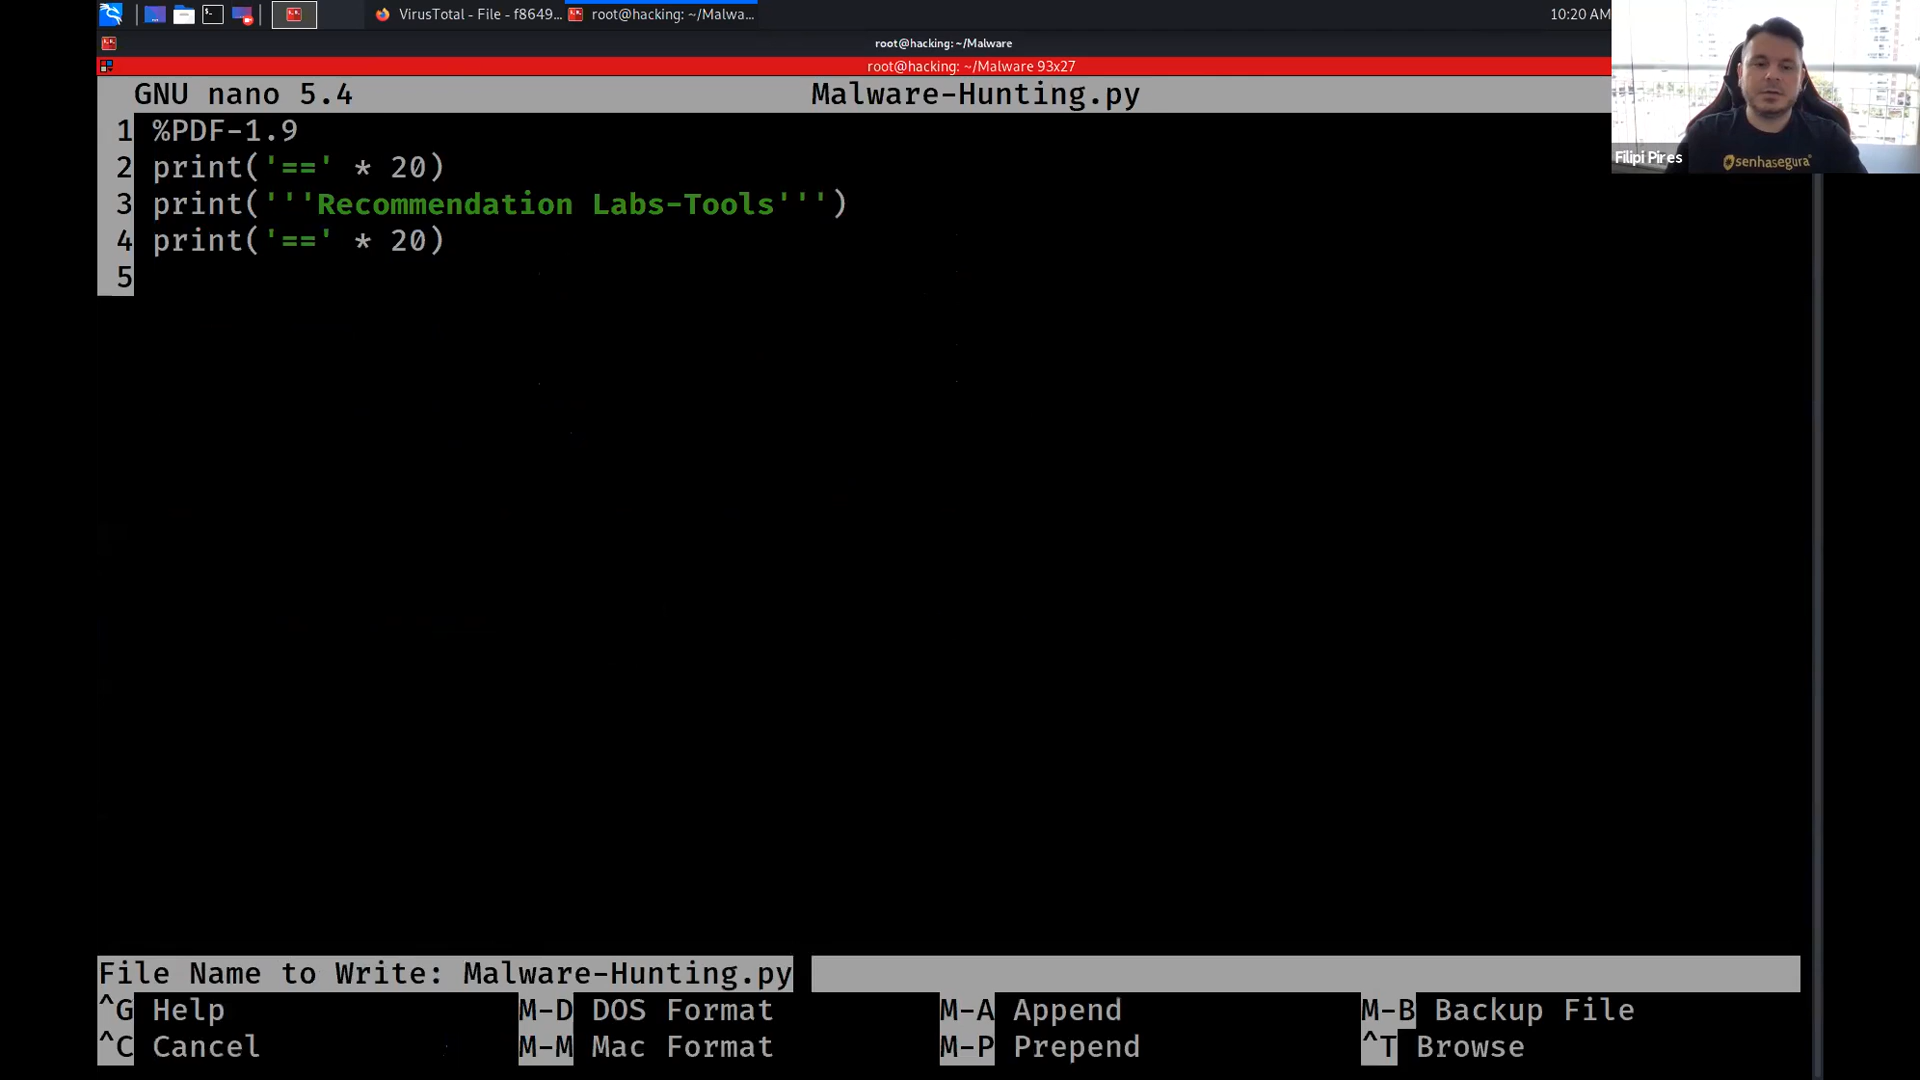 VirusTotal - File - f8649...
root@hacking: ~/Malwa...
10:20 AM
root@hacking: ~/Malware
root@hacking: ~/Malware 93x27
GNU nano 5.4
Malware-Hunting.py
1 %PDF-1.9
2 print('==' * 20)
3 print('''Recommendation Labs-Tools''')
4 print('==' * 20)
5
Filipi Pires
senhasegura
File Name to Write: Malware-Hunting.py
^G Help
M-D DOS Format
M-A Append
M-B Backup File
^C Cancel
M-M Mac Format
M-P Prepend
^T Browse